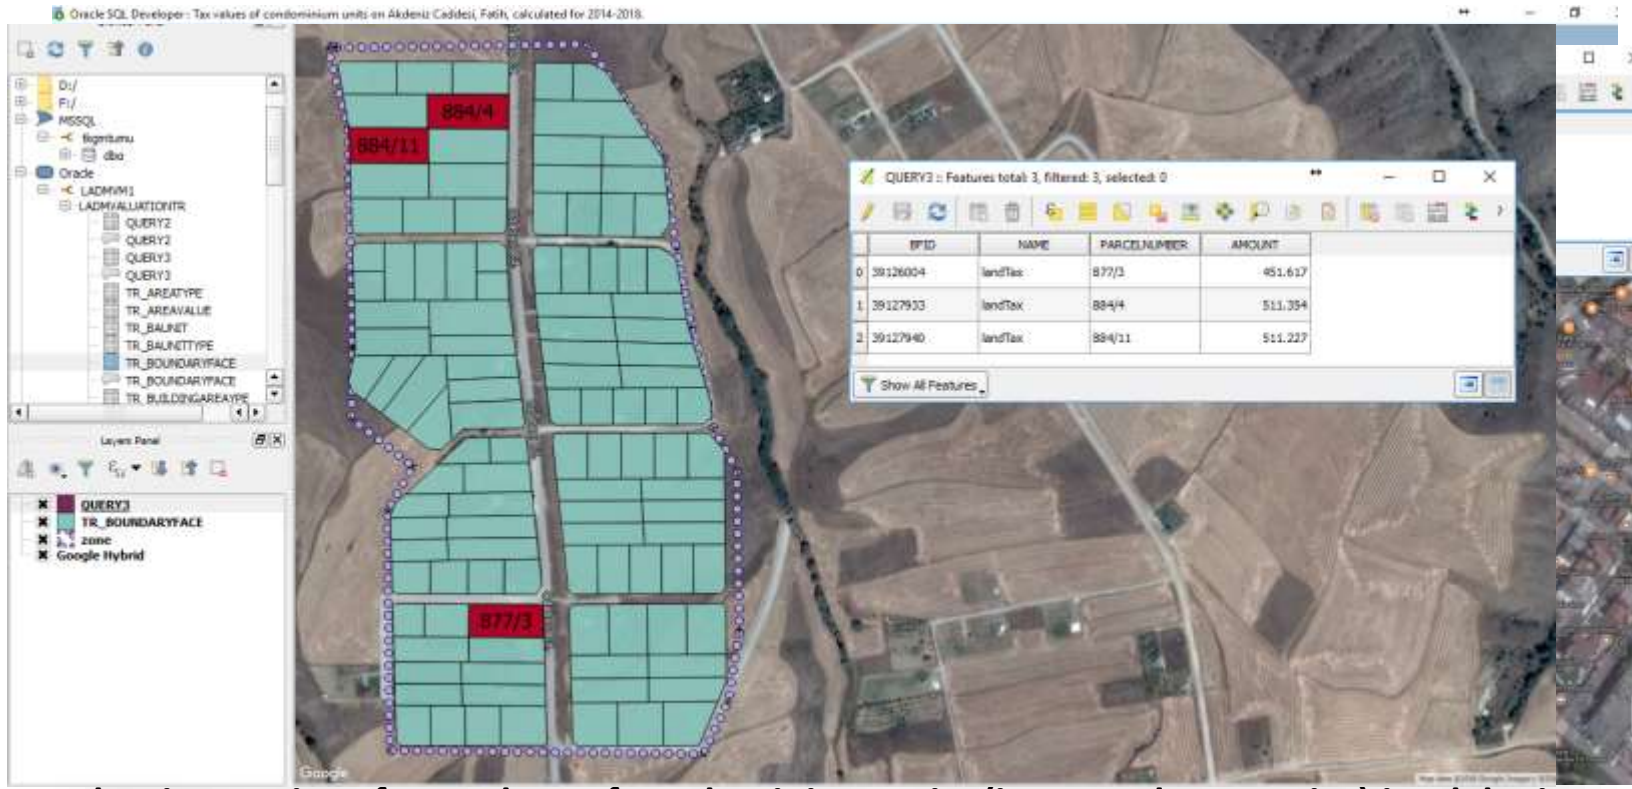 Oracle SQL Developer : Tax values of condominium units on Akdeniz Caddesi, Fatih, calculated for 2014-2018.
D:/
F:/
MSSQL
dbo
Oracle
LADMVM1
LADMVALUATIONTR
QUERY2
QUERY2
QUERY3
QUERY3
TR_AREATYPE
TR_AREAVALUE
TR_BAUNIT
TR_BAUNITTYPE
TR_BOUNDARYFACE
TR_BOUNDARYFACE
TR_BUILDINGAREAYPE
Layers Panel
QUERY3
TR_BOUNDARYFACE
zone
Google Hybrid
884/4
884/11
877/3
Google
QUERY3 :: Features total: 3, filtered: 3, selected: 0
BFID NAME PARCELNUMBER AMOUNT
0 39126004 landTax 877/3 451.617
1 39127933 landTax 884/4 511.354
2 39127940 landTax 884/11 511.227
Show All Features